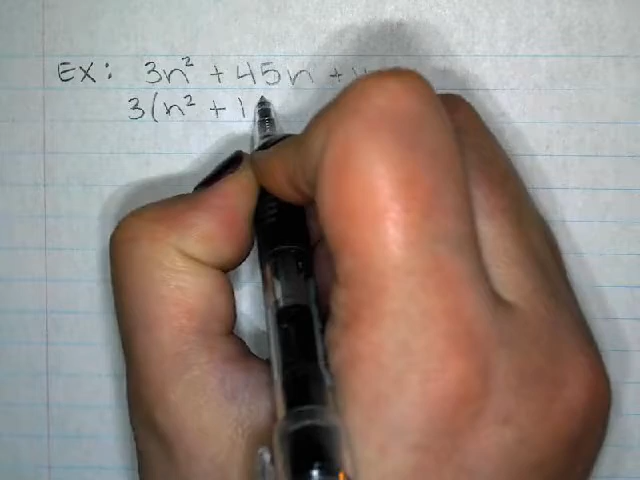 EX: 3n² + 45n +
3(n² + 1